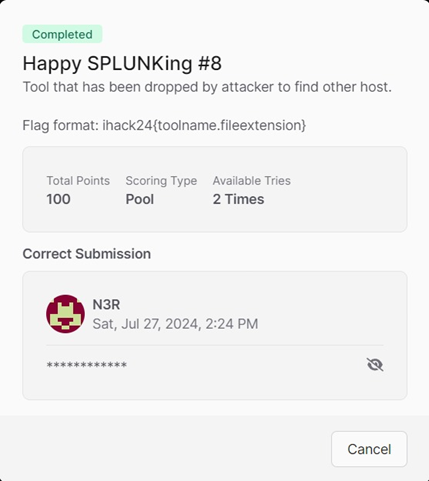 Completed
Happy SPLUNKing #8
Tool that has been dropped by attacker to find other host.
Flag format: ihack24{toolname.fileextension}
Total Points Scoring Type Available Tries
100 Pool 2 Times
Correct Submission
N3R
Sat, Jul 27, 2024, 2:24 PM
************
Cancel